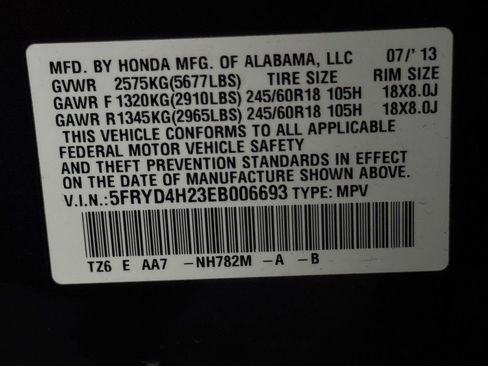 MFD. BY HONDA MFG. OF ALABAMA, LLC 07/'13
GVWR 2575KG(5677LBS) TIRE SIZE RIM SIZE
GAWR F 1320KG(2910LBS) 245/60R18 105H 18X8.0J
GAWR R1345KG(2965LBS) 245/60R18 105H 18X8.0J
THIS VEHICLE CONFORMS TO ALL APPLICABLE
FEDERAL MOTOR VEHICLE SAFETY
AND THEFT PREVENTION STANDARDS IN EFFECT ON
THE DATE OF MANUFACTURE SHOWN ABOVE.
V.I.N.:5FRYD4H23EB006693 TYPE: MPV
TZ6 E AA7 -NH782M -A -B